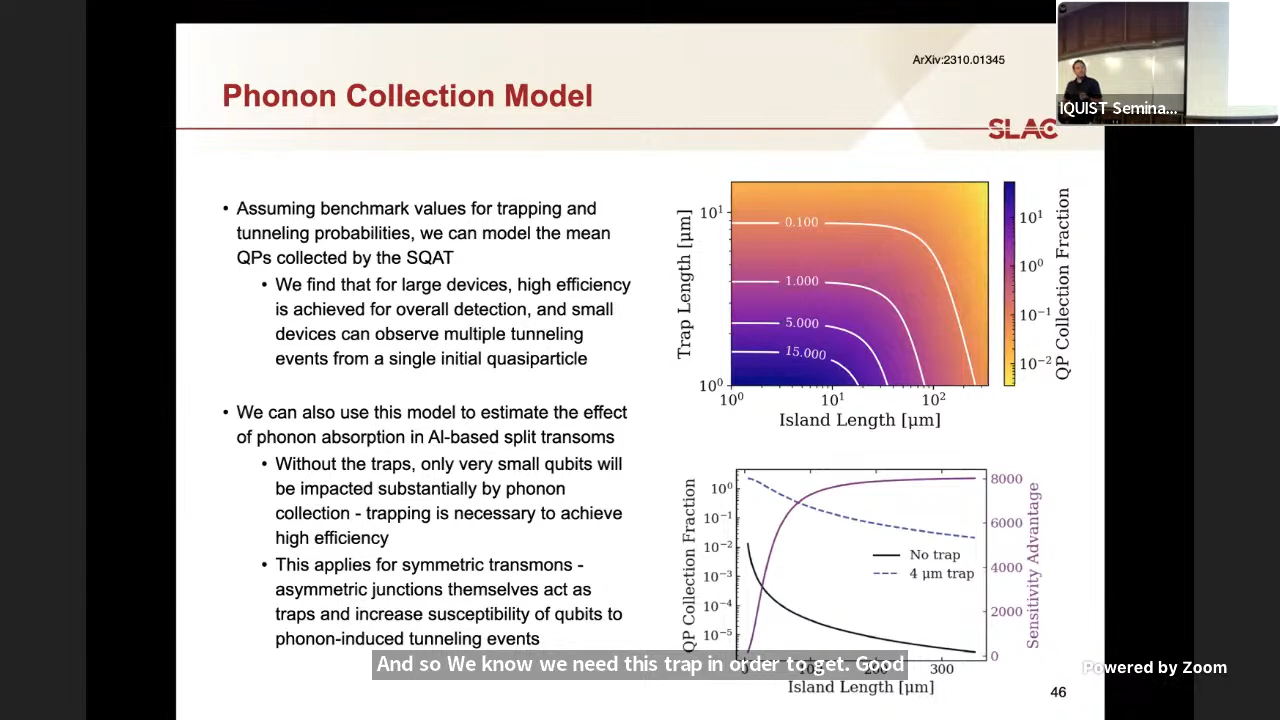 ArXiv:2310.01345
IQUIST Semina...
Phonon Collection Model
SLAC
• Assuming benchmark values for trapping and
tunneling probabilities, we can model the mean
QPs collected by the SQAT
• We find that for large devices, high efficiency
is achieved for overall detection, and small
devices can observe multiple tunneling
events from a single initial quasiparticle
• We can also use this model to estimate the effect
of phonon absorption in Al-based split transoms
• Without the traps, only very small qubits will
be impacted substantially by phonon
collection - trapping is necessary to achieve
high efficiency
• This applies for symmetric transmons -
asymmetric junctions themselves act as
traps and increase susceptibility of qubits to
phonon-induced tunneling events
Trap Length [μm]
10¹
10⁰
0.100
1.000
5.000
15.000
10⁰ 10¹ 10²
Island Length [μm]
10¹
10⁰
10⁻¹
10⁻²
QP Collection Fraction
QP Collection Fraction
10⁰
10⁻¹
10⁻²
10⁻³
10⁻⁴
10⁻⁵
No trap
4 μm trap
8000
6000
4000
2000
0
Sensitivity Advantage
300
Island Length [μm]
And so We know we need this trap in order to get. Good
Powered by Zoom
46